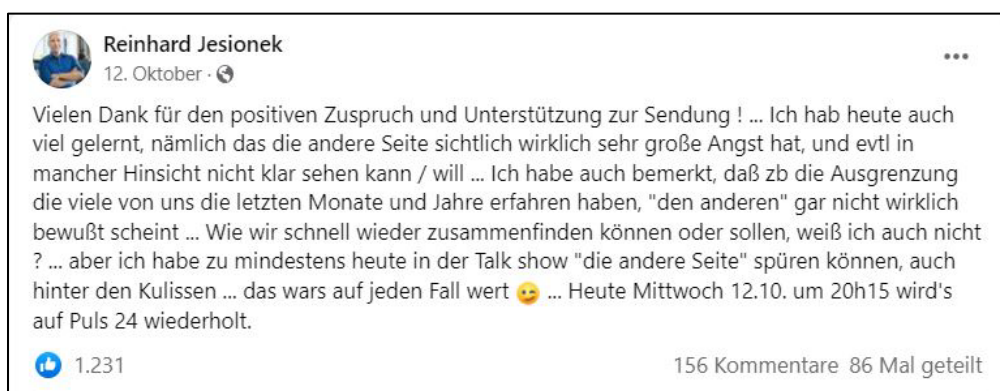 Reinhard Jesionek
12. Oktober ·
Vielen Dank für den positiven Zuspruch und Unterstützung zur Sendung ! ... Ich hab heute auch
viel gelernt, nämlich das die andere Seite sichtlich wirklich sehr große Angst hat, und evtl in
mancher Hinsicht nicht klar sehen kann / will ... Ich habe auch bemerkt, daß zb die Ausgrenzung
die viele von uns die letzten Monate und Jahre erfahren haben, "den anderen" gar nicht wirklich
bewußt scheint ... Wie wir schnell wieder zusammenfinden können oder sollen, weiß ich auch nicht
? ... aber ich habe zu mindestens heute in der Talk show "die andere Seite" spüren können, auch
hinter den Kulissen ... das wars auf jeden Fall wert 😉 ... Heute Mittwoch 12.10. um 20h15 wird's
auf Puls 24 wiederholt.
1.231
156 Kommentare 86 Mal geteilt